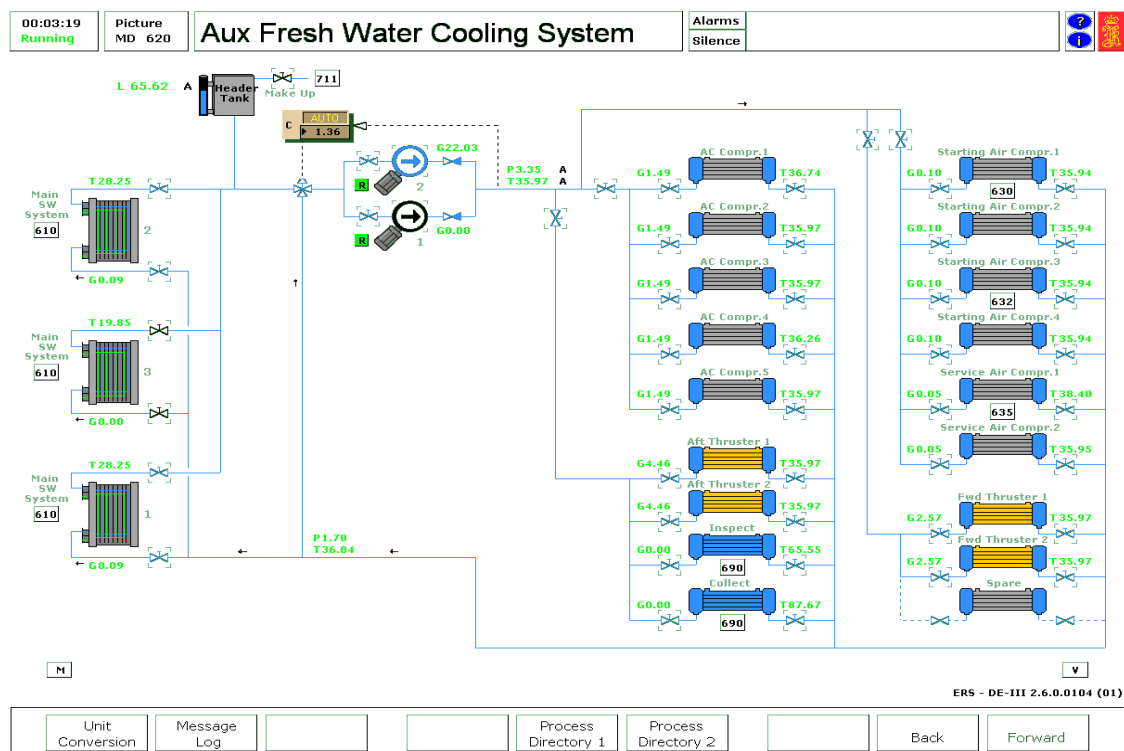 00:03:19
Running
Picture
MD 620
Aux Fresh Water Cooling System
Alarms
Silence
?
i
L 65.62
A
Header
Tank
711
Make Up
C
AUTO
1.36
G22.03
R
2
R
1
G0.00
P3.35 A
T35.97 A
T28.25
Main
SW
System
610
2
G0.09
T19.85
Main
SW
System
610
3
G0.00
T28.25
Main
SW
System
610
1
G0.09
P1.70
T36.04
AC Compr.1
G1.49
T36.74
AC Compr.2
G1.49
T35.97
AC Compr.3
G1.49
T35.97
AC Compr.4
G1.49
T36.26
AC Compr.5
G1.49
T35.97
Aft Thruster 1
G4.46
T35.97
Aft Thruster 2
G4.46
T35.97
Inspect
G0.00
T65.55
690
Collect
G0.00
T87.67
690
Starting Air Compr.1
G0.10
T35.94
630
Starting Air Compr.2
G0.10
T35.94
Starting Air Compr.3
G0.10
T35.94
632
Starting Air Compr.4
G0.10
T35.94
Service Air Compr.1
G0.05
T38.40
635
Service Air Compr.2
G0.05
T35.95
Fwd Thruster 1
G2.57
T35.97
Fwd Thruster 2
G2.57
T35.97
Spare
M
V
ERS - DE-III 2.6.0.0104 (01)
Unit
Conversion
Message
Log
Process
Directory 1
Process
Directory 2
Back
Forward